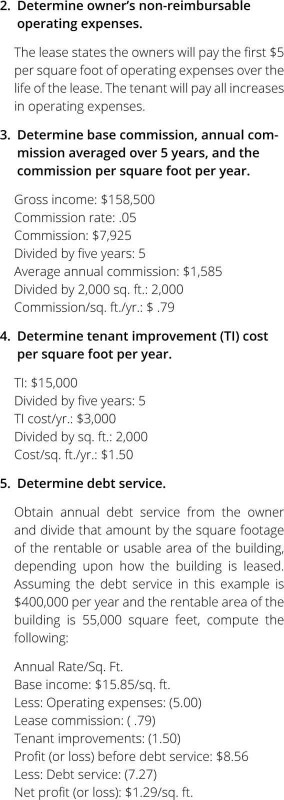 2. Determine owner's non-reimbursable
operating expenses.
The lease states the owners will pay the first $5
per square foot of operating expenses over the
life of the lease. The tenant will pay all increases
in operating expenses.
3. Determine base commission, annual com-
mission averaged over 5 years, and the
commission per square foot per year.
Gross income: $158,500
Commission rate: .05
Commission: $7,925
Divided by five years: 5
Average annual commission: $1,585
Divided by 2,000 sq. ft.: 2,000
Commission/sq. ft./yr.: $ .79
4. Determine tenant improvement (TI) cost
per square foot per year.
TI: $15,000
Divided by five years: 5
TI cost/yr.: $3,000
Divided by sq. ft.: 2,000
Cost/sq. ft./yr.: $1.50
5. Determine debt service.
Obtain annual debt service from the owner
and divide that amount by the square footage
of the rentable or usable area of the building,
depending upon how the building is leased.
Assuming the debt service in this example is
$400,000 per year and the rentable area of the
building is 55,000 square feet, compute the
following:
Annual Rate/Sq. Ft.
Base income: $15.85/sq. ft.
Less: Operating expenses: (5.00)
Lease commission: ( .79)
Tenant improvements: (1.50)
Profit (or loss) before debt service: $8.56
Less: Debt service: (7.27)
Net profit (or loss): $1.29/sq. ft.